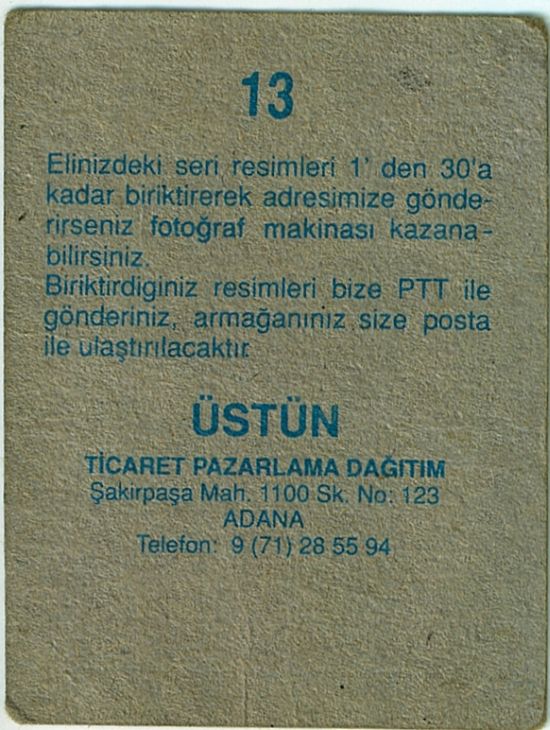 13
Elinizdeki seri resimleri 1' den 30'a
kadar biriktirerek adresimize gönde-
rirseniz fotoğraf makinası kazana-
bilirsiniz.
Biriktirdiginiz resimleri bize PTT ile
gönderiniz, armağanınız size posta
ile ulaştırılacaktır.
ÜSTÜN
TİCARET PAZARLAMA DAĞITIM
Şakirpaşa Mah. 1100 Sk. No: 123
ADANA
Telefon: 9 (71) 28 55 94